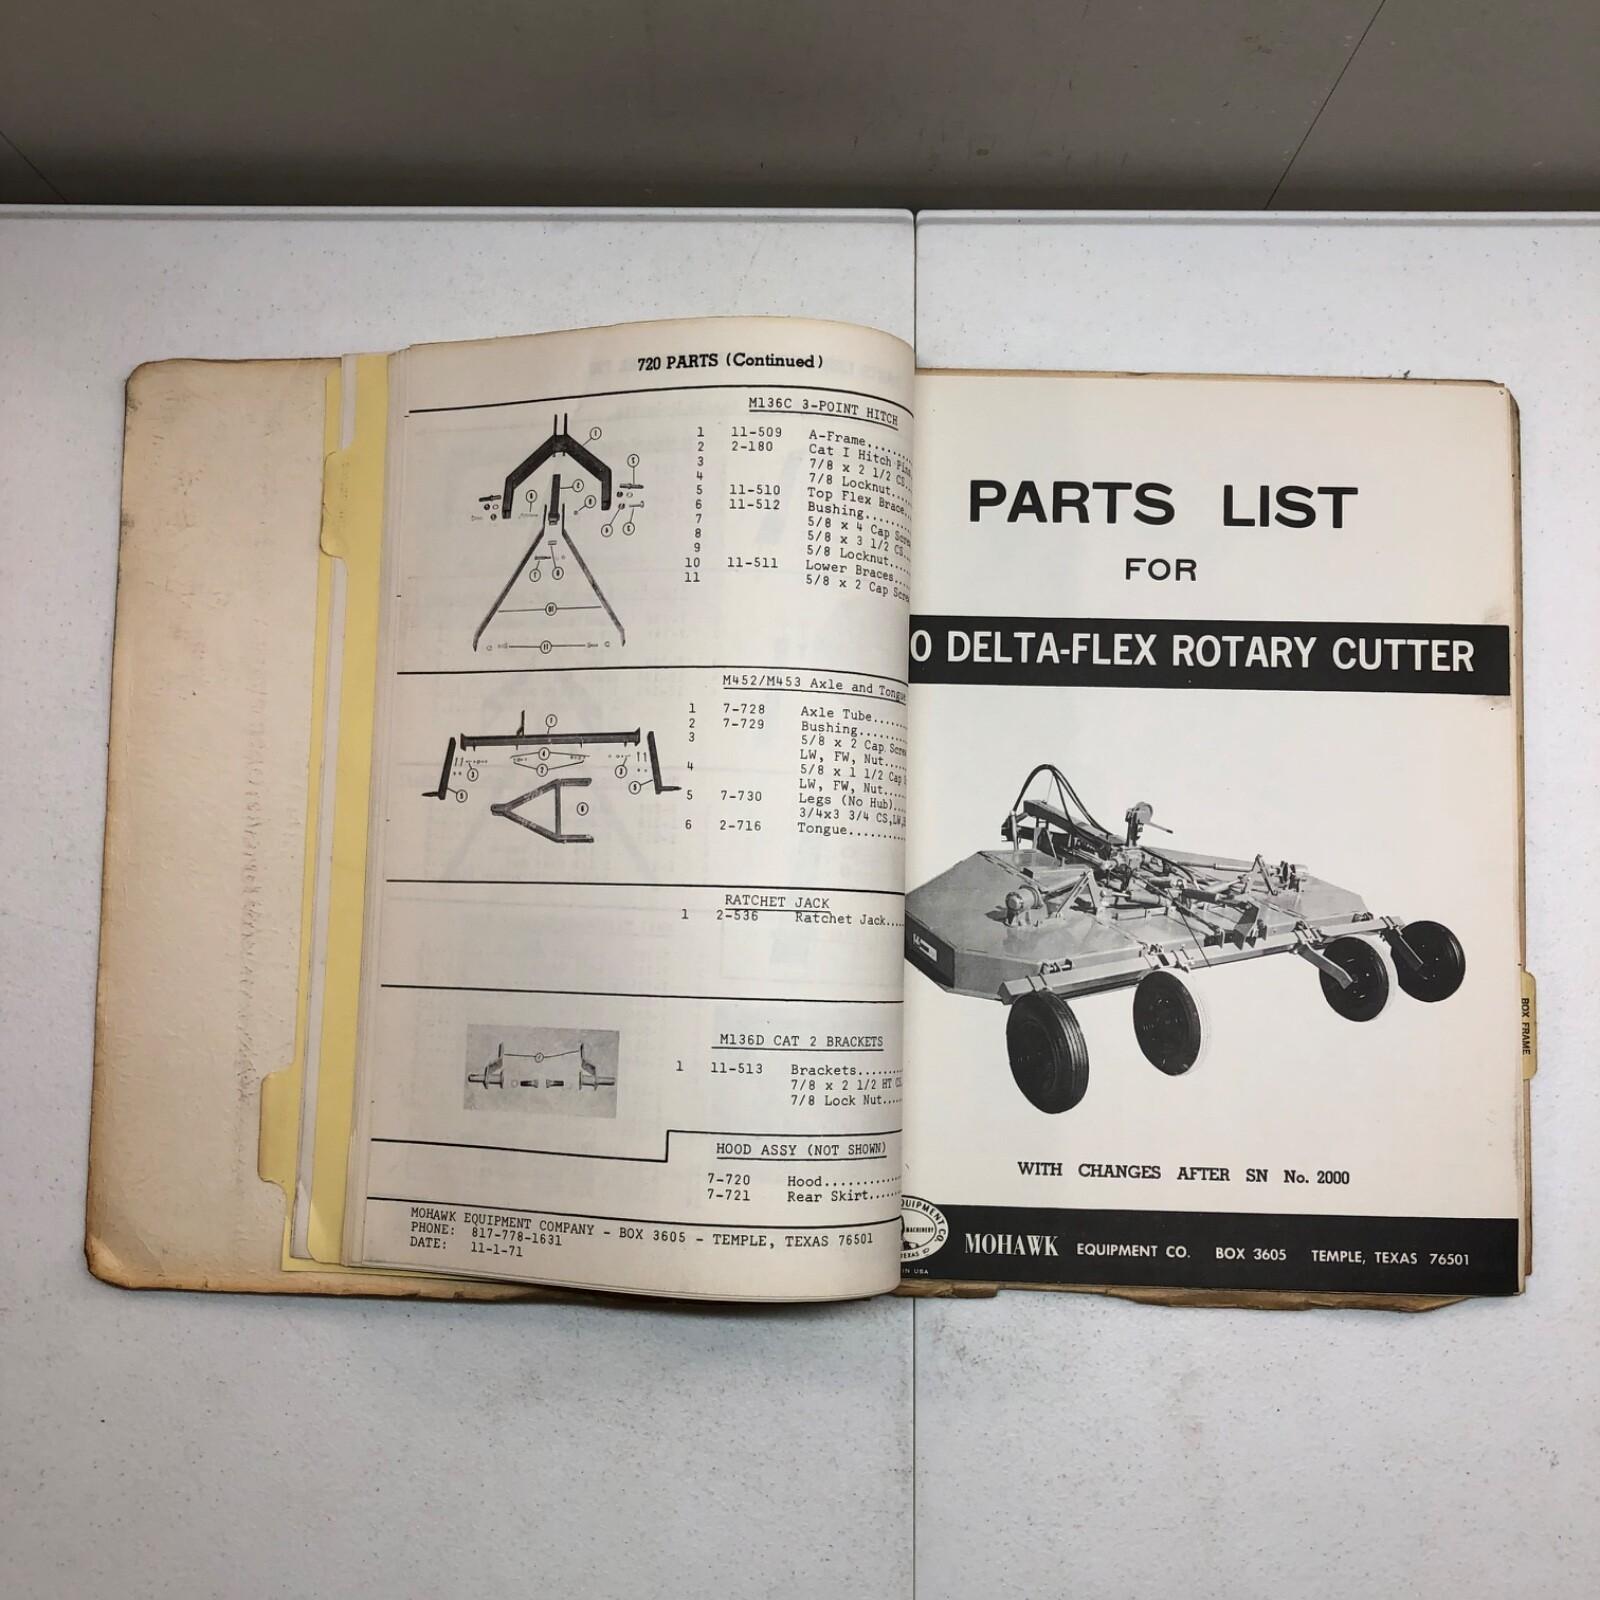 720 PARTS (Continued)
M136C 3-POINT HITCH
1 11-509 A-Frame.......
2 2-180 Cat I Hitch Pins
3 7/8 x 2 1/2 CS..
4 7/8 Locknut.....
5 11-510 Top Flex Brace..
6 11-512 Bushing........
7 5/8 x 4 Cap Screw
8 5/8 x 3 1/2 CS..
9 5/8 Locknut.....
10 11-511 Lower Braces....
11 5/8 x 2 Cap Screw
M452/M453 Axle and Tongue
1 7-728 Axle Tube.....
2 7-729 Bushing.......
3 5/8 x 2 Cap Screw
LW, FW, Nut.....
4 5/8 x 1 1/2 Cap
LW, FW, Nut.....
5 7-730 Legs (No Hub)...
3/4x3 3/4 CS,LW,
6 2-716 Tongue..........
RATCHET JACK
1 2-536 Ratchet Jack.....
M136D CAT 2 BRACKETS
1 11-513 Brackets........
7/8 x 2 1/2 HT CS
7/8 Lock Nut.....
HOOD ASSY (NOT SHOWN)
7-720 Hood............
7-721 Rear Skirt......
MOHAWK EQUIPMENT COMPANY - BOX 3605 - TEMPLE, TEXAS 76501
PHONE: 817-778-1631
DATE: 11-1-71
PARTS LIST
FOR
0 DELTA-FLEX ROTARY CUTTER
WITH CHANGES AFTER SN No. 2000
EQUIPMENT CO.
MACHINERY
TEXAS
IN USA
MOHAWK EQUIPMENT CO. BOX 3605 TEMPLE, TEXAS 76501
BOX FRAME